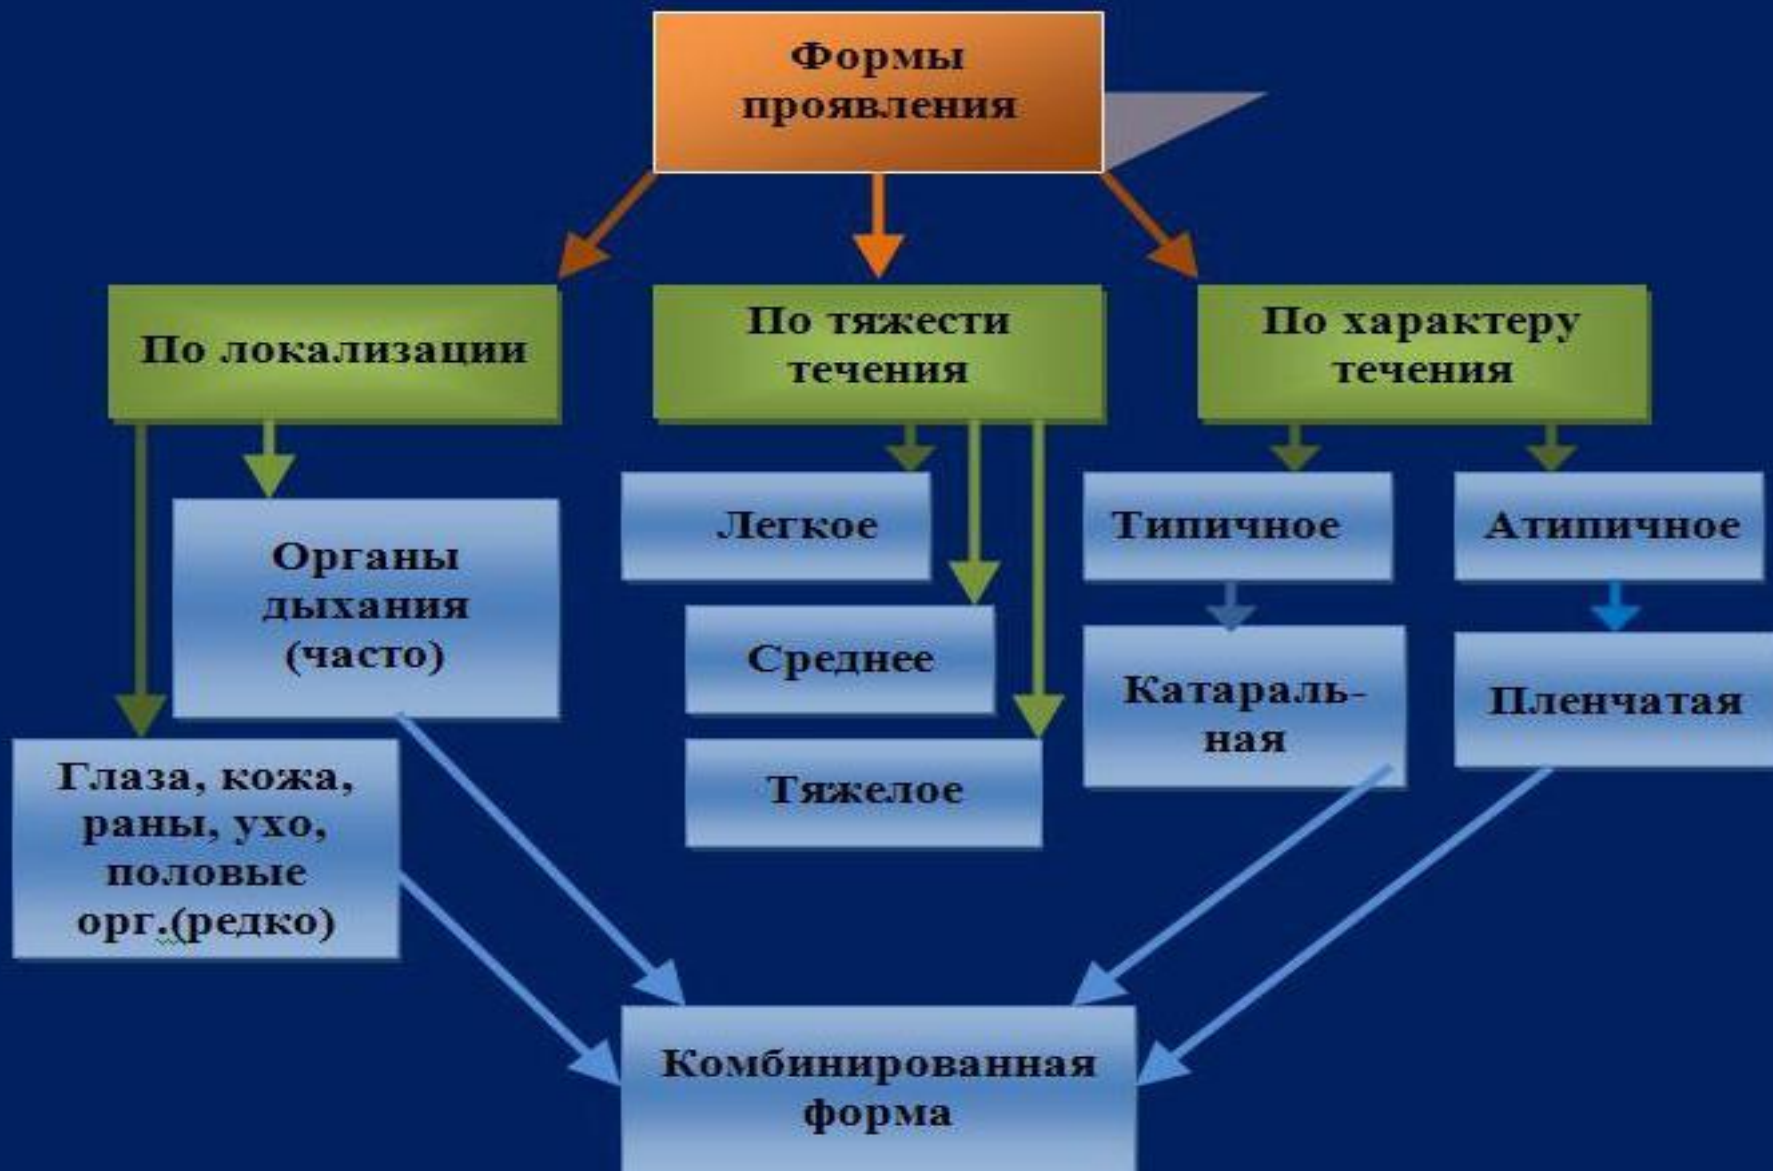 Формы
проявления
По локализации
По тяжести
течения
По характеру
течения
Органы
дыхания
(часто)
Глаза, кожа,
раны, ухо,
половые
орг.(редко)
Легкое
Среднее
Тяжелое
Типичное
Атипичное
Катараль-
ная
Пленчатая
Комбинированная
форма